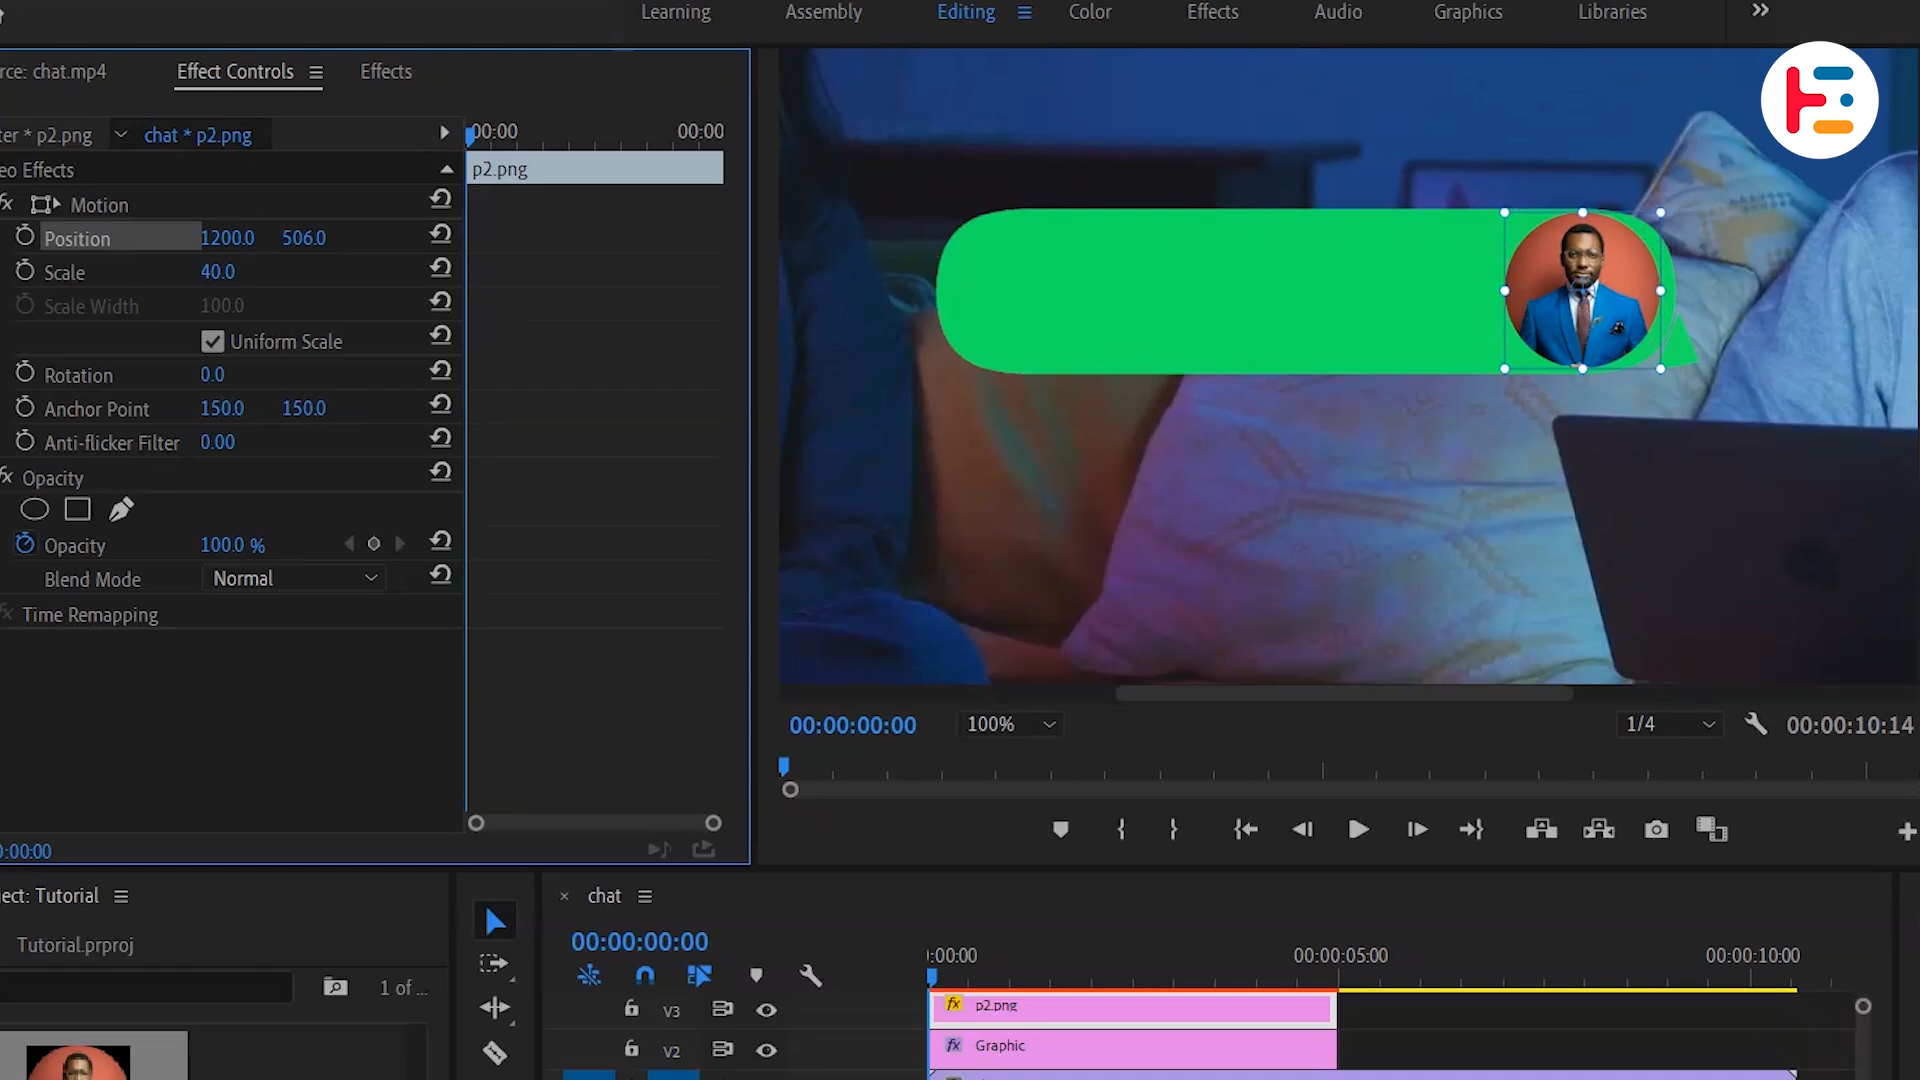 Learning Assembly Editing Color Effects Audio Graphics Libraries
rce: chat.mp4 Effect Controls Effects
ter * p2.png chat * p2.png 00:00 00:00
eo Effects p2.png
fx Motion
Position 1200.0 506.0
Scale 40.0
Scale Width 100.0
Uniform Scale
Rotation 0.0
Anchor Point 150.0 150.0
Anti-flicker Filter 0.00
fx Opacity
Opacity 100.0 %
Blend Mode Normal
Time Remapping
00:00:00:00 100% 1/4 00:00:10:14
0:00:00
ject: Tutorial chat
Tutorial.prproj 00:00:00:00
:00:00 00:00:05:00 00:00:10:00
1 of ...
V3 fx p2.png
V2 fx Graphic